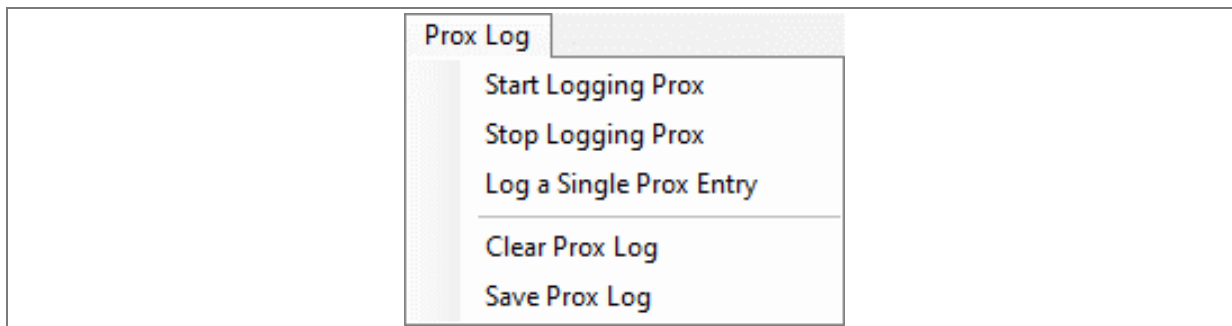 Prox Log
Start Logging Prox
Stop Logging Prox
Log a Single Prox Entry
Clear Prox Log
Save Prox Log